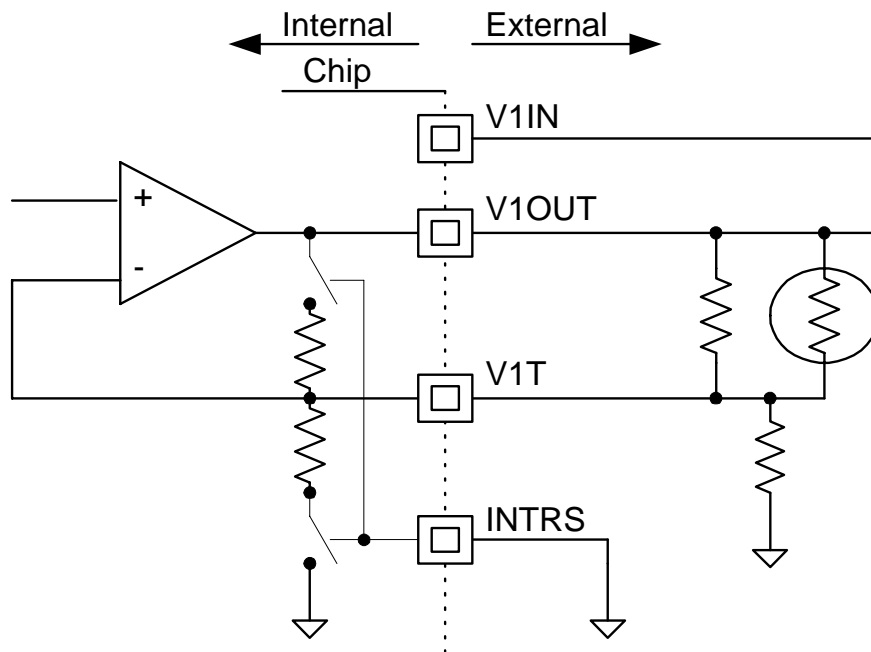 Internal External
Chip
V1IN
+
V1OUT
-
V1T
INTRS